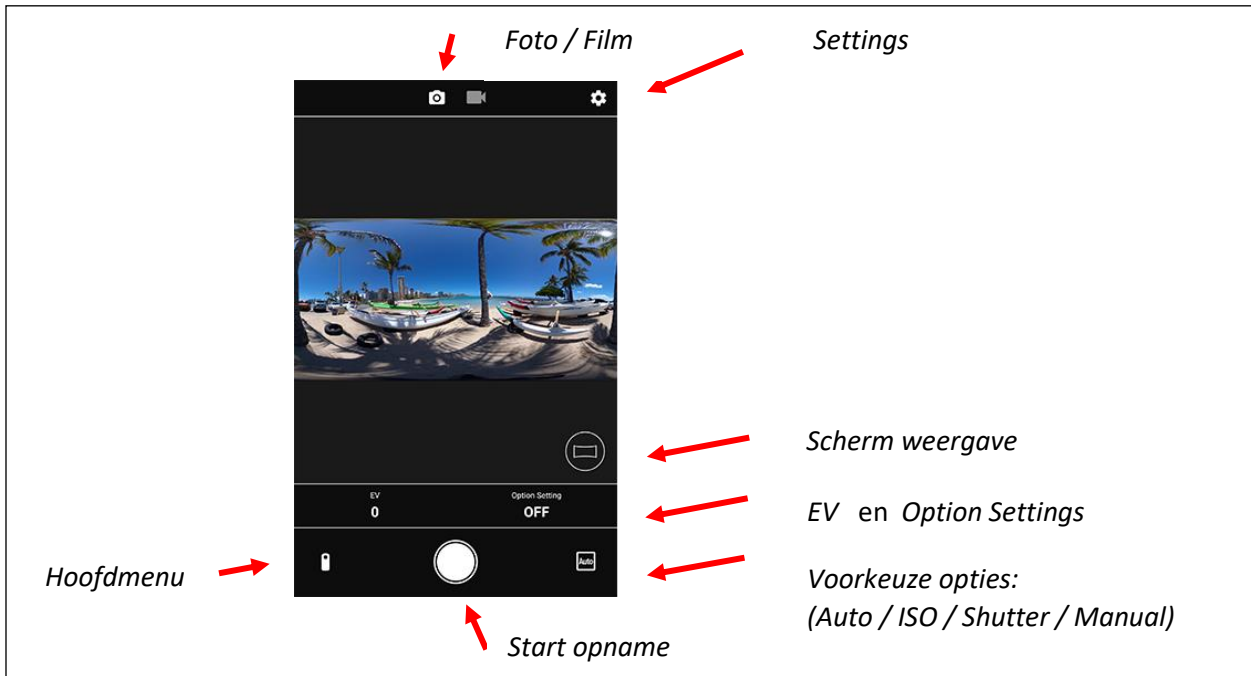 Foto / Film
Settings
Scherm weergave
EV
0
Option Setting
OFF
EV en Option Settings
Hoofdmenu
Auto
Voorkeuze opties:
(Auto / ISO / Shutter / Manual)
Start opname